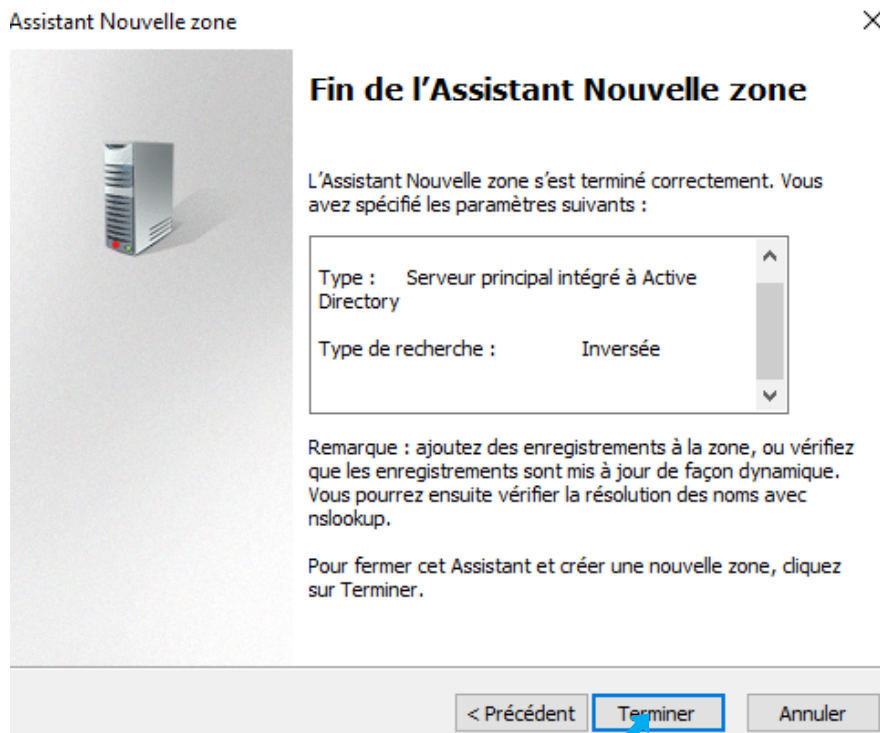 Assistant Nouvelle zone
Fin de l'Assistant Nouvelle zone
L'Assistant Nouvelle zone s'est terminé correctement. Vous
avez spécifié les paramètres suivants :
Type : Serveur principal intégré à Active
Directory
Type de recherche : Inversée
Remarque : ajoutez des enregistrements à la zone, ou vérifiez
que les enregistrements sont mis à jour de façon dynamique.
Vous pourrez ensuite vérifier la résolution des noms avec
nslookup.
Pour fermer cet Assistant et créer une nouvelle zone, cliquez
sur Terminer.
< Précédent Terminer Annuler